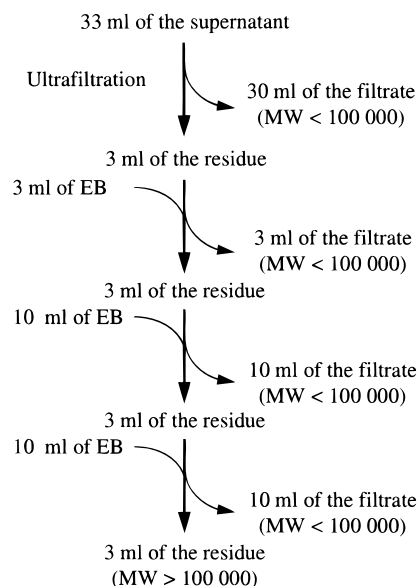 33 ml of the supernatant
Ultrafiltration
30 ml of the filtrate
(MW < 100 000)
3 ml of the residue
3 ml of EB
3 ml of the filtrate
(MW < 100 000)
3 ml of the residue
10 ml of EB
10 ml of the filtrate
(MW < 100 000)
3 ml of the residue
10 ml of EB
10 ml of the filtrate
(MW < 100 000)
3 ml of the residue
(MW > 100 000)